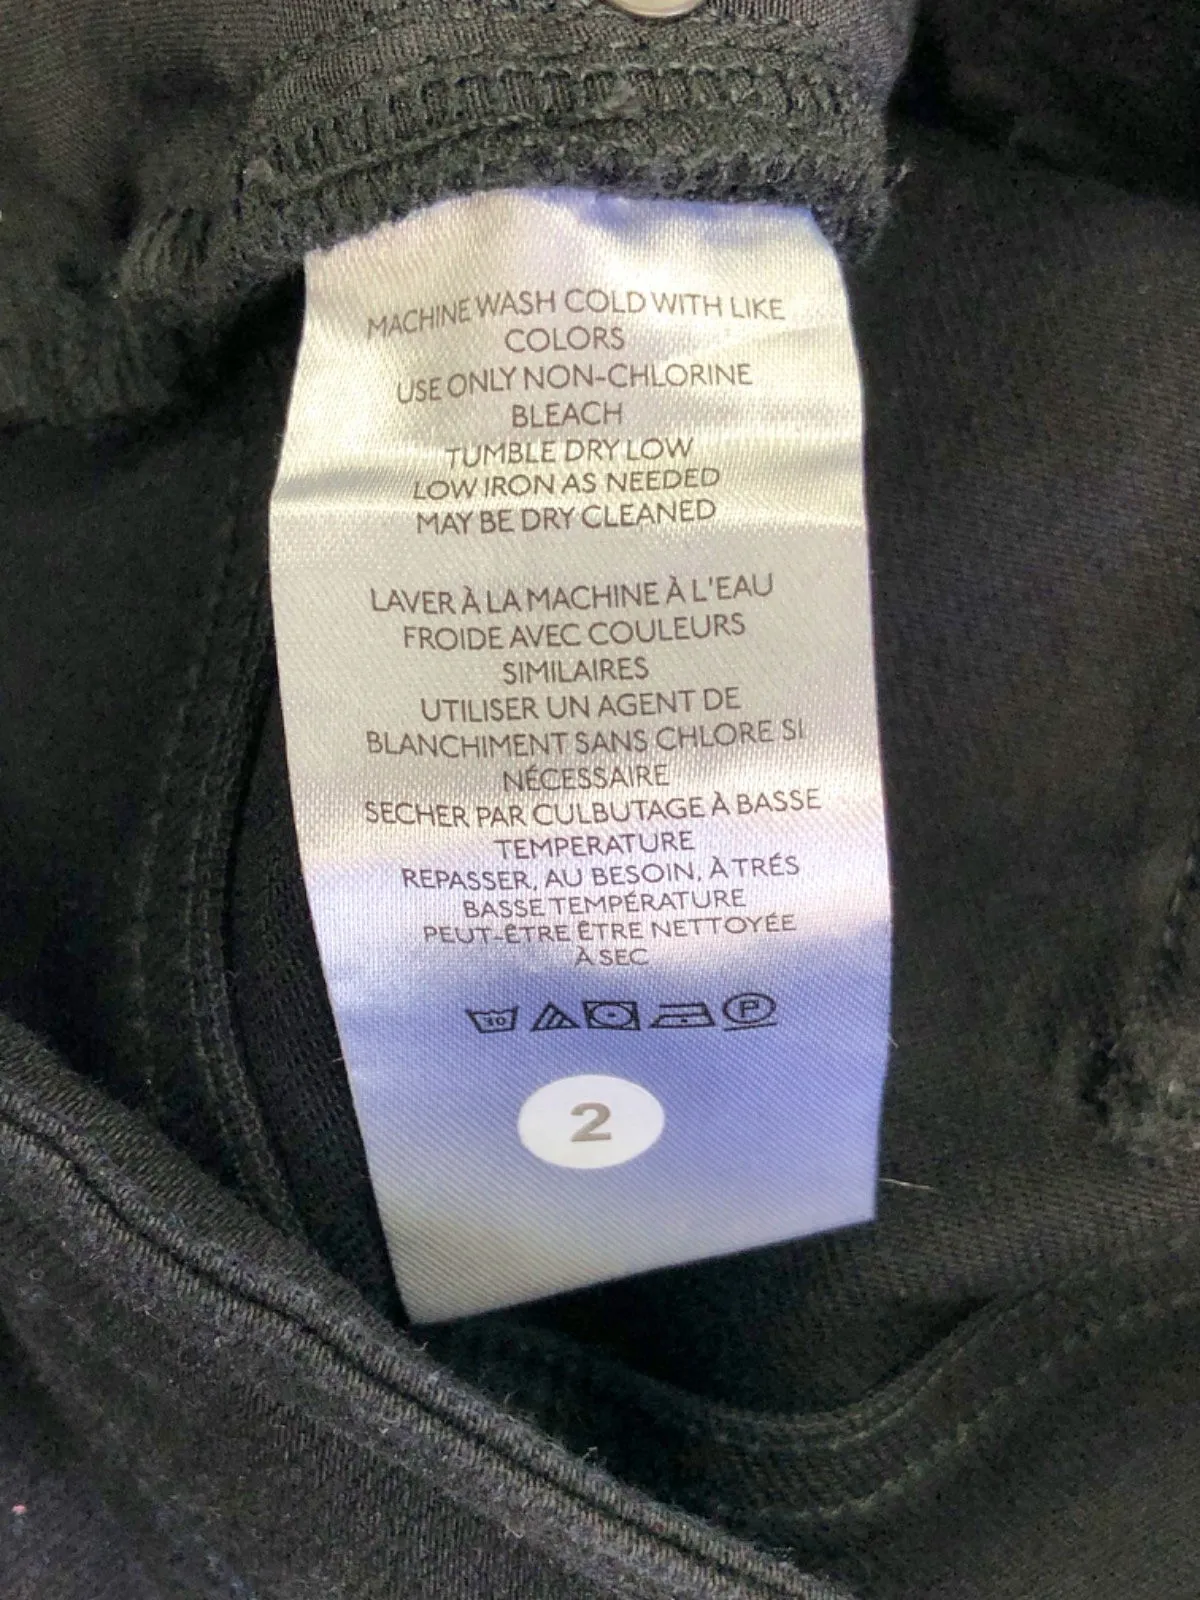 MACHINE WASH COLD WITH LIKE
COLORS
USE ONLY NON-CHLORINE
BLEACH
TUMBLE DRY LOW
LOW IRON AS NEEDED
MAY BE DRY CLEANED
LAVER À LA MACHINE À L'EAU
FROIDE AVEC COULEURS
SIMILAIRES
UTILISER UN AGENT DE
BLANCHIMENT SANS CHLORE SI
NÉCESSAIRE
SECHER PAR CULBUTAGE À BASSE
TEMPERATURE
REPASSER, AU BESOIN, À TRÉS
BASSE TEMPÉRATURE
PEUT-ÊTRE ÊTRE NETTOYÉE
À SEC
30 P
2